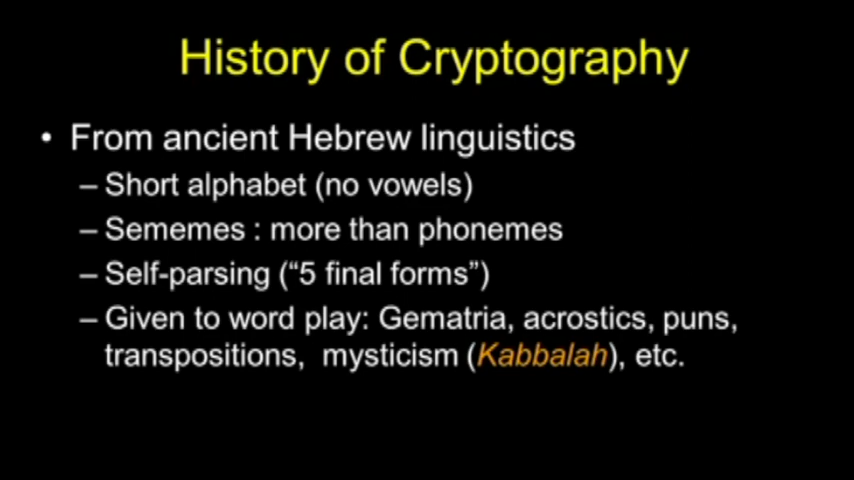 History of Cryptography
• From ancient Hebrew linguistics
– Short alphabet (no vowels)
– Sememes : more than phonemes
– Self-parsing (“5 final forms”)
– Given to word play: Gematria, acrostics, puns,
transpositions, mysticism (Kabbalah), etc.